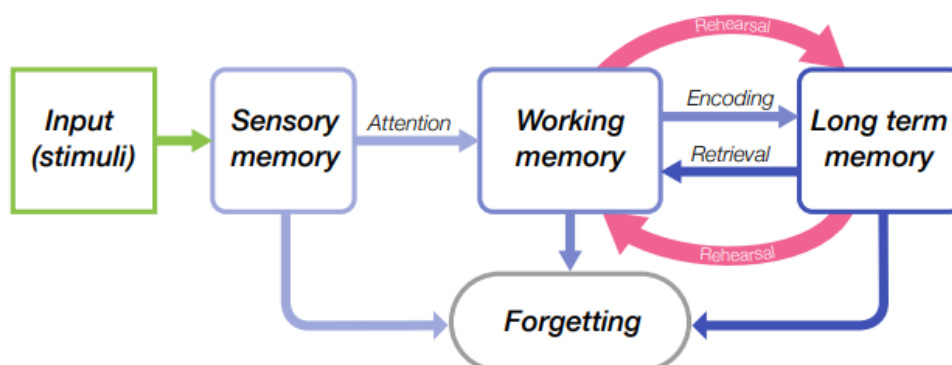 Rehearsal
Input
(stimuli)
Sensory
memory
Attention
Working
memory
Encoding
Retrieval
Long term
memory
Rehearsal
Forgetting